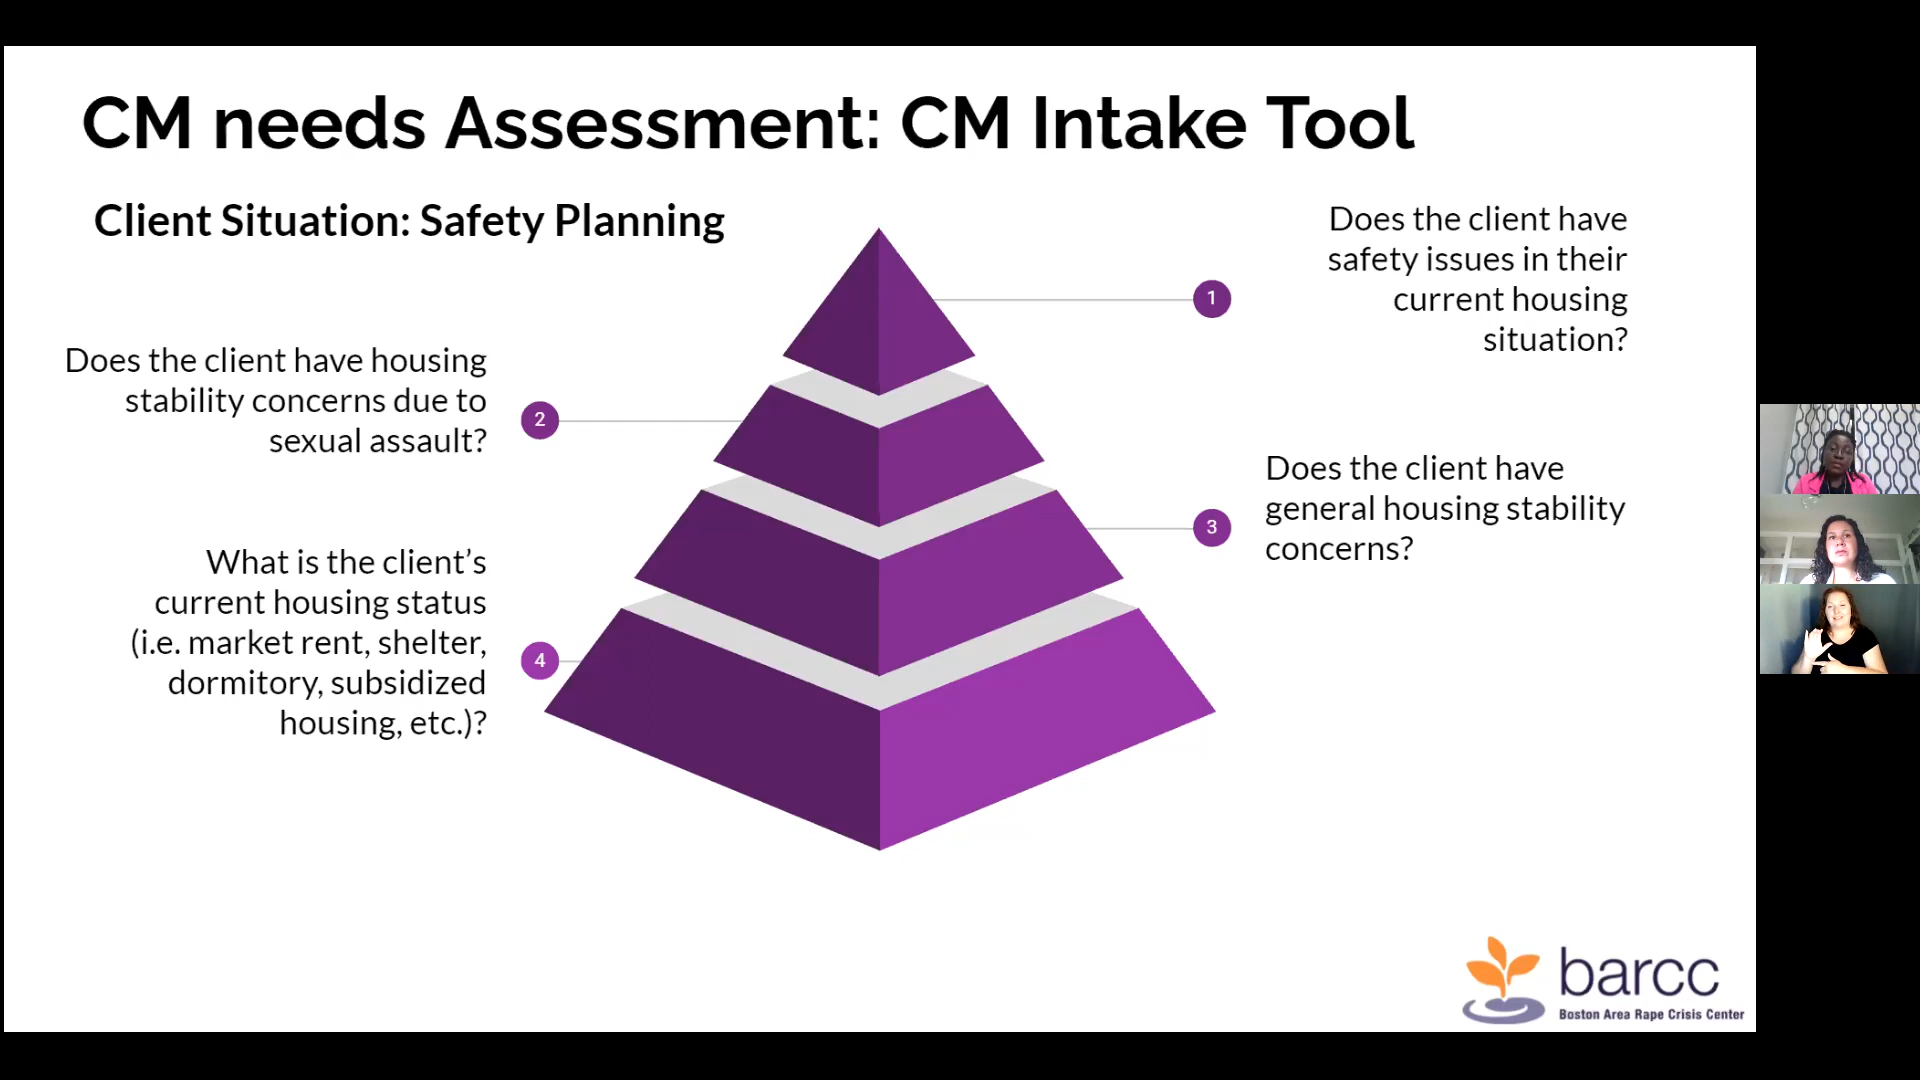 CM needs Assessment: CM Intake Tool
Client Situation: Safety Planning
1
Does the client have
safety issues in their
current housing
situation?
Does the client have housing
stability concerns due to
sexual assault?
2
3
Does the client have
general housing stability
concerns?
What is the client’s
current housing status
(i.e. market rent, shelter,
dormitory, subsidized
housing, etc.)?
4
barcc
Boston Area Rape Crisis Center